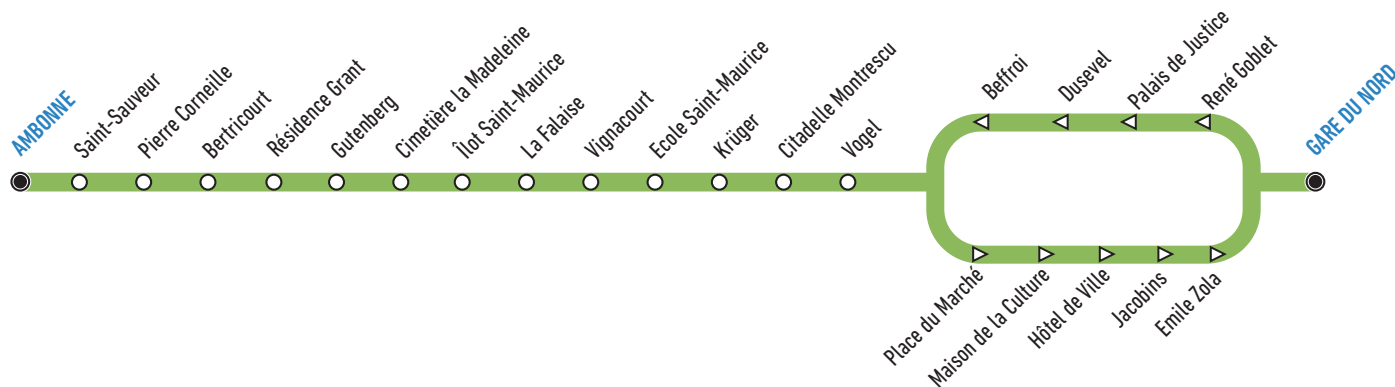 AMBONNE
Saint-Sauveur
Pierre Corneille
Bertricourt
Résidence Grant
Gutenberg
Cimetière la Madeleine
Îlot Saint-Maurice
La Falaise
Vignacourt
Ecole Saint-Maurice
Krüger
Citadelle Montrescu
Vogel
Beffroi
Dusevel
Palais de Justice
René Goblet
GARE DU NORD
Place du Marché
Maison de la Culture
Hôtel de Ville
Jacobins
Emile Zola